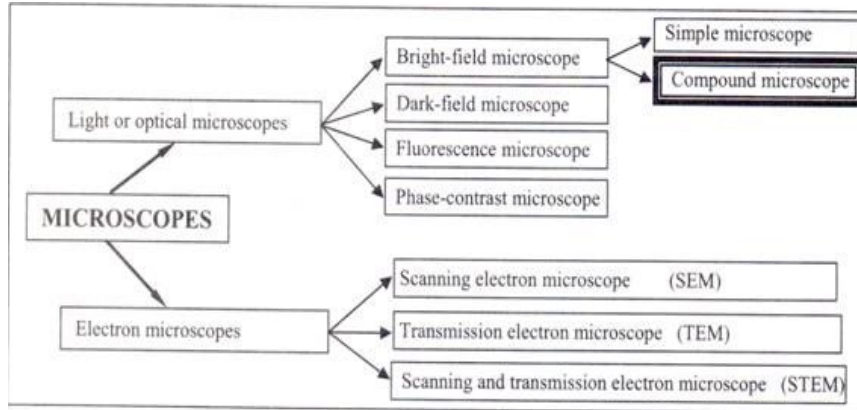 Simple microscope
Bright-field microscope
Compound microscope
Dark-field microscope
Light or optical microscopes
Fluorescence microscope
Phase-contrast microscope
MICROSCOPES
Scanning electron microscope (SEM)
Electron microscopes
Transmission electron microscope (TEM)
Scanning and transmission electron microscope (STEM)